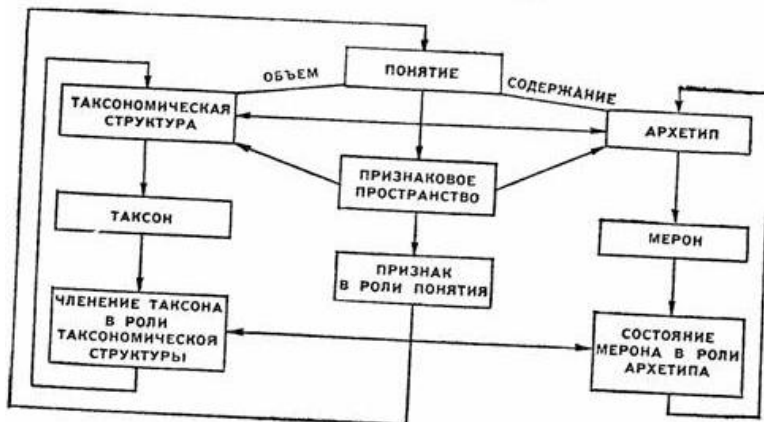 ОБЪЕМ
ПОНЯТИЕ
СОДЕРЖАНИЕ
ТАКСОНОМИЧЕСКАЯ
СТРУКТУРА
АРХЕТИП
ПРИЗНАКОВОЕ
ПРОСТРАНСТВО
ТАКСОН
МЕРОН
ПРИЗНАК
В РОЛИ ПОНЯТИЯ
ЧЛЕНЕНИЕ ТАКСОНА
В РОЛИ
ТАКСОНОМИЧЕСКОЙ
СТРУКТУРЫ
СОСТОЯНИЕ
МЕРОНА В РОЛИ
АРХЕТИПА